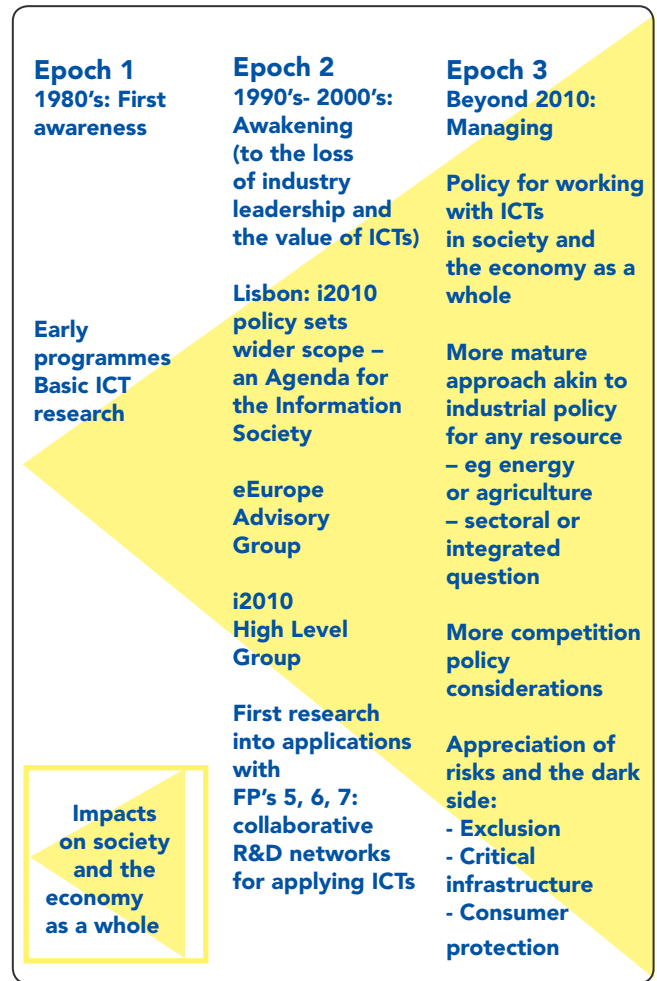 Epoch 1
1980's: First
awareness
Early
programmes
Basic ICT
research
Impacts
on society
and the
economy
as a whole
Epoch 2
1990's- 2000's:
Awakening
(to the loss
of industry
leadership and
the value of ICTs)
Lisbon: i2010
policy sets
wider scope –
an Agenda for
the Information
Society
eEurope
Advisory
Group
i2010
High Level
Group
First research
into applications
with
FP's 5, 6, 7:
collaborative
R&D networks
for applying ICTs
Epoch 3
Beyond 2010:
Managing
Policy for working
with ICTs
in society and
the economy as a
whole
More mature
approach akin to
industrial policy
for any resource
– eg energy
or agriculture
– sectoral or
integrated
question
More competition
policy
considerations
Appreciation of
risks and the dark
side:
- Exclusion
- Critical
infrastructure
- Consumer
protection